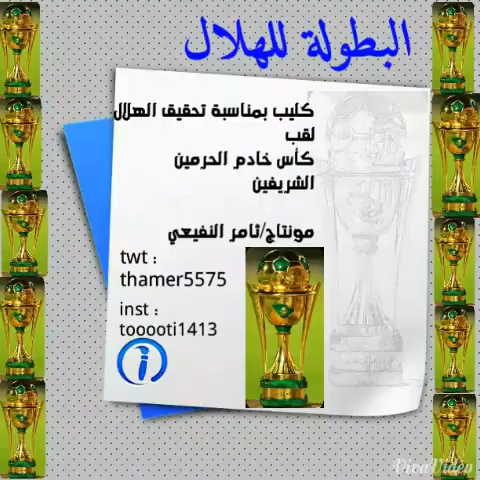 البطولة للهلال
كليب بمناسبة تحقيق الهلال
لقب
كأس خادم الحرمين
الشريفين
مونتاج/ثامر النفيعي
twt :
thamer5575
inst :
tooooti1413
i
VivaVideo